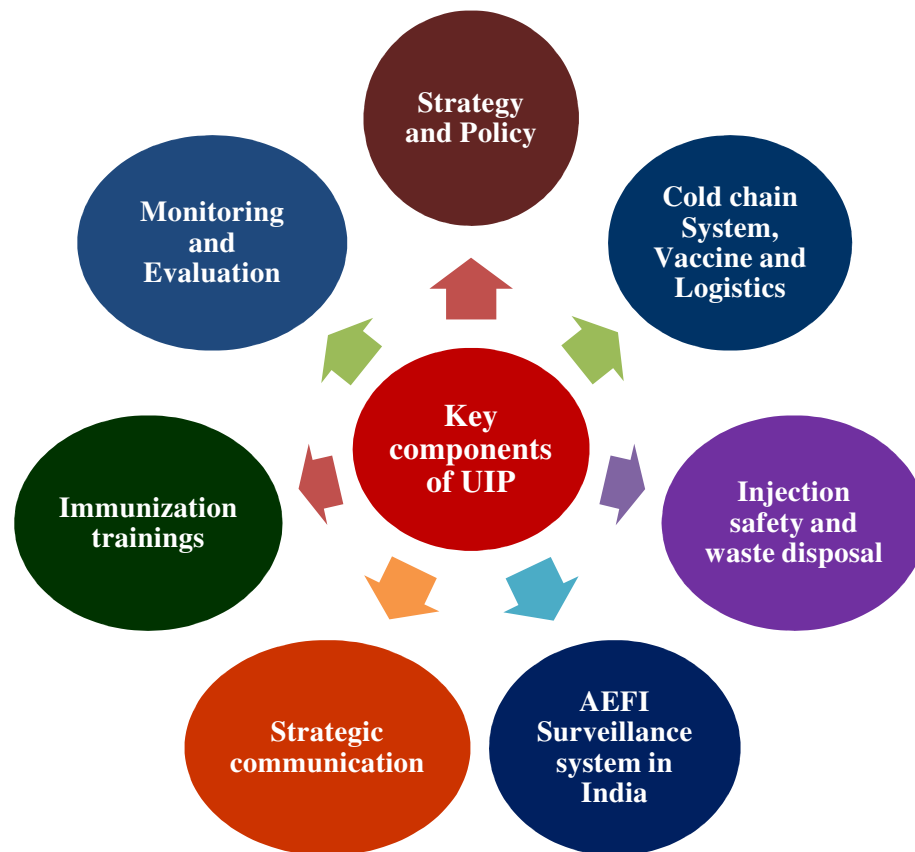 Strategy
and Policy
Cold chain
System,
Vaccine and
Logistics
Injection
safety and
waste disposal
AEFI
Surveillance
system in
India
Strategic
communication
Immunization
trainings
Monitoring
and
Evaluation
Key
components
of UIP